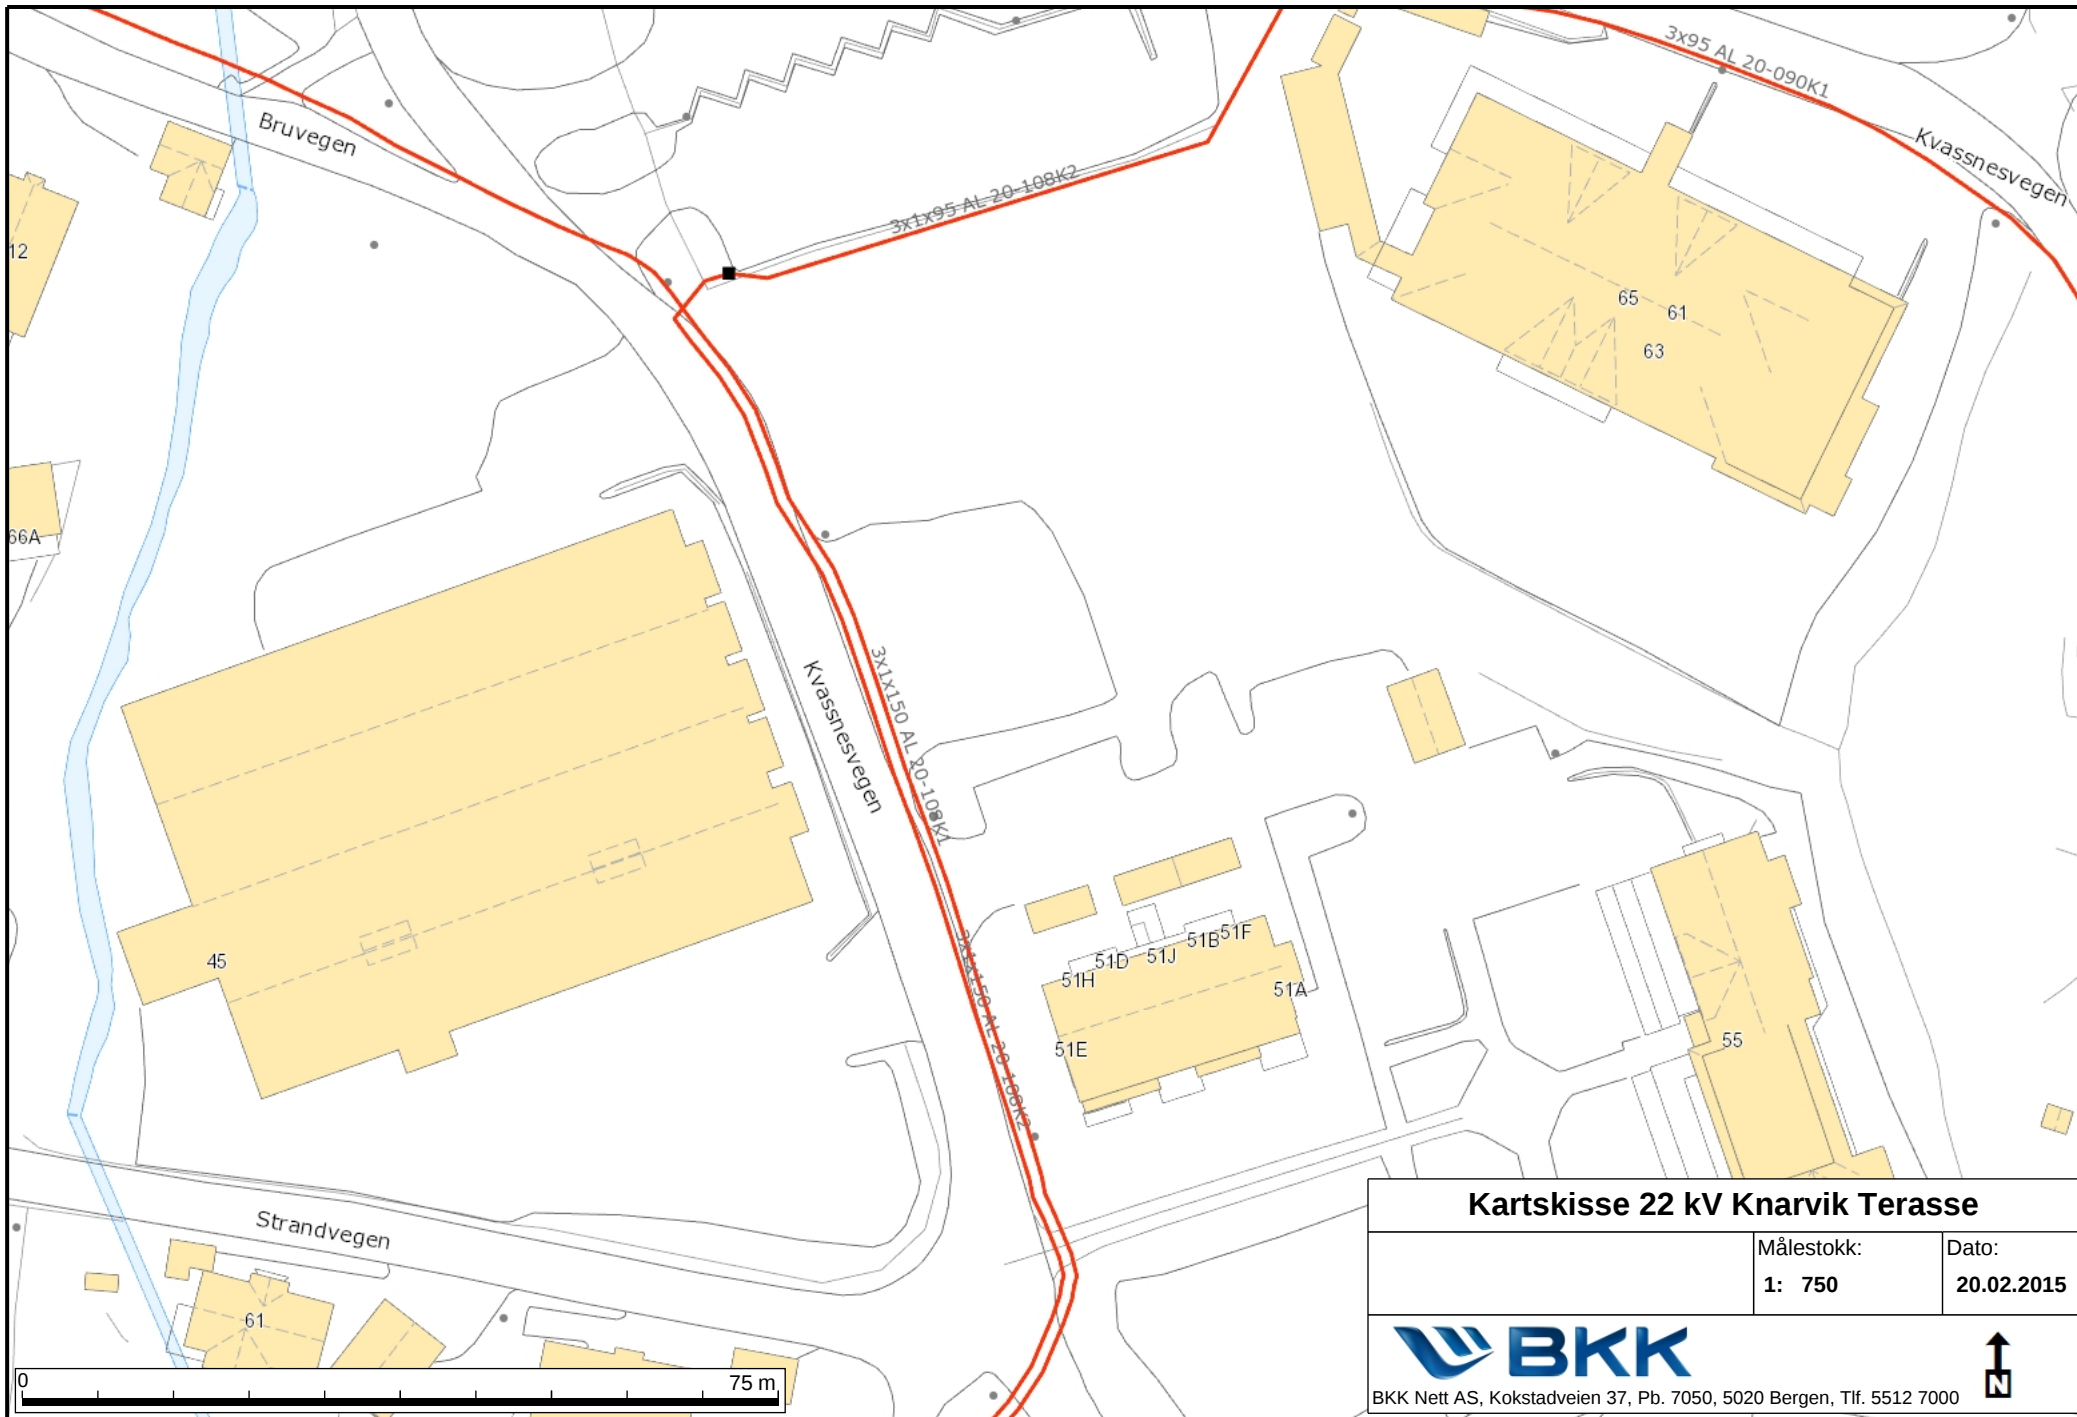 3x95 AL 20-090K1
Bruvegen
Kvassnesvegen
3x1x95 AL 20-108K2
12
65
61
63
66A
3x1x150 AL 20-108K1
Kvassnesvegen
45
3x1x150 AL 20-108K2
51F
51B
51J
51D
51H
51A
51E
55
Strandvegen
61
0 75 m
Kartskisse 22 kV Knarvik Terasse
Målestokk:
1: 750
Dato:
20.02.2015
BKK
BKK Nett AS, Kokstadveien 37, Pb. 7050, 5020 Bergen, Tlf. 5512 7000
N